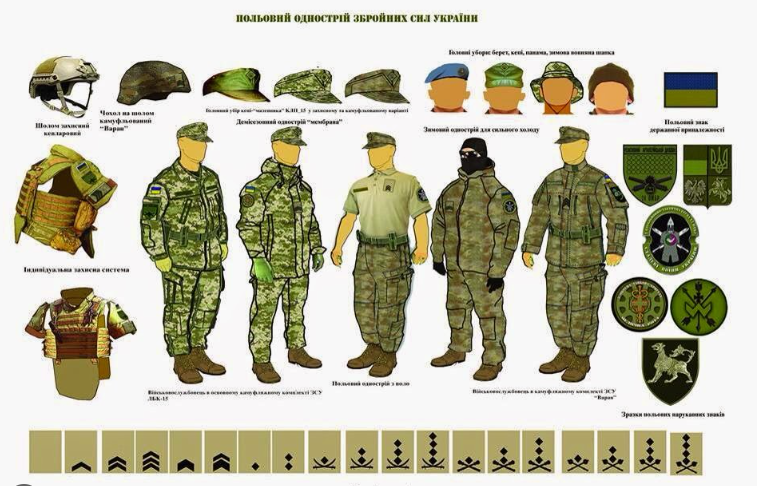 ПОЛЬОВИЙ ОДНОСТРІЙ ЗБРОЙНИХ СИЛ УКРАЇНИ
Головні убори: берет, кепі, панама, зимова вовняна шапка
Шолом захисний
кевларовий
Чохол на шолом
камуфльований
"Варан"
Головний убір кепі-"мазепинка" КЛП_15 у захисному та камуфльованому варіанті
Демісезонний однострій "мембрана"
Зимовий однострій для сильного холоду
Польовий знак
державної приналежності
Індивідуальна захисна система
Польовий однострій з поло
Військовослужбовець в основному камуфляжному комплекті ЗСУ
ЛБК-15
Військовослужбовець в камуфляжному комплекті ЗСУ
"Варан"
Зразки польових нарукавних знаків